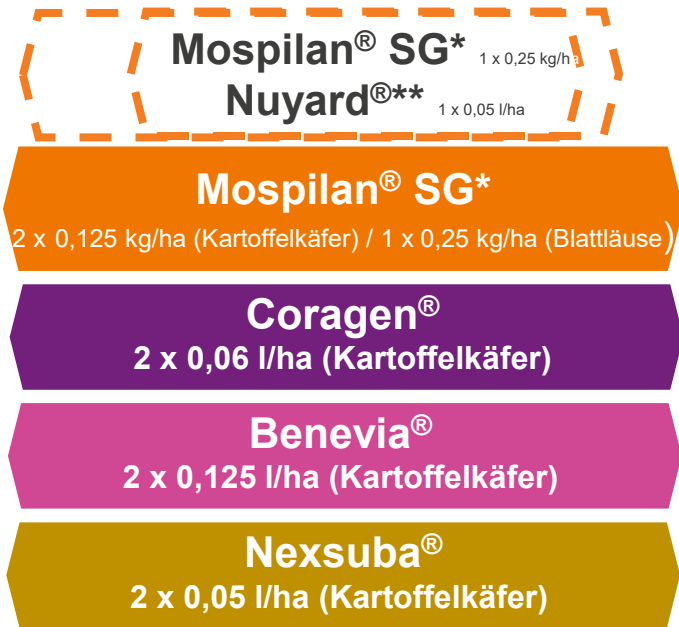 Mospilan® SG* 1 x 0,25 kg/ha
Nuyard®** 1 x 0,05 l/ha
Mospilan® SG*
2 x 0,125 kg/ha (Kartoffelkäfer) / 1 x 0,25 kg/ha (Blattläuse)
Coragen®
2 x 0,06 l/ha (Kartoffelkäfer)
Benevia®
2 x 0,125 l/ha (Kartoffelkäfer)
Nexsuba®
2 x 0,05 l/ha (Kartoffelkäfer)